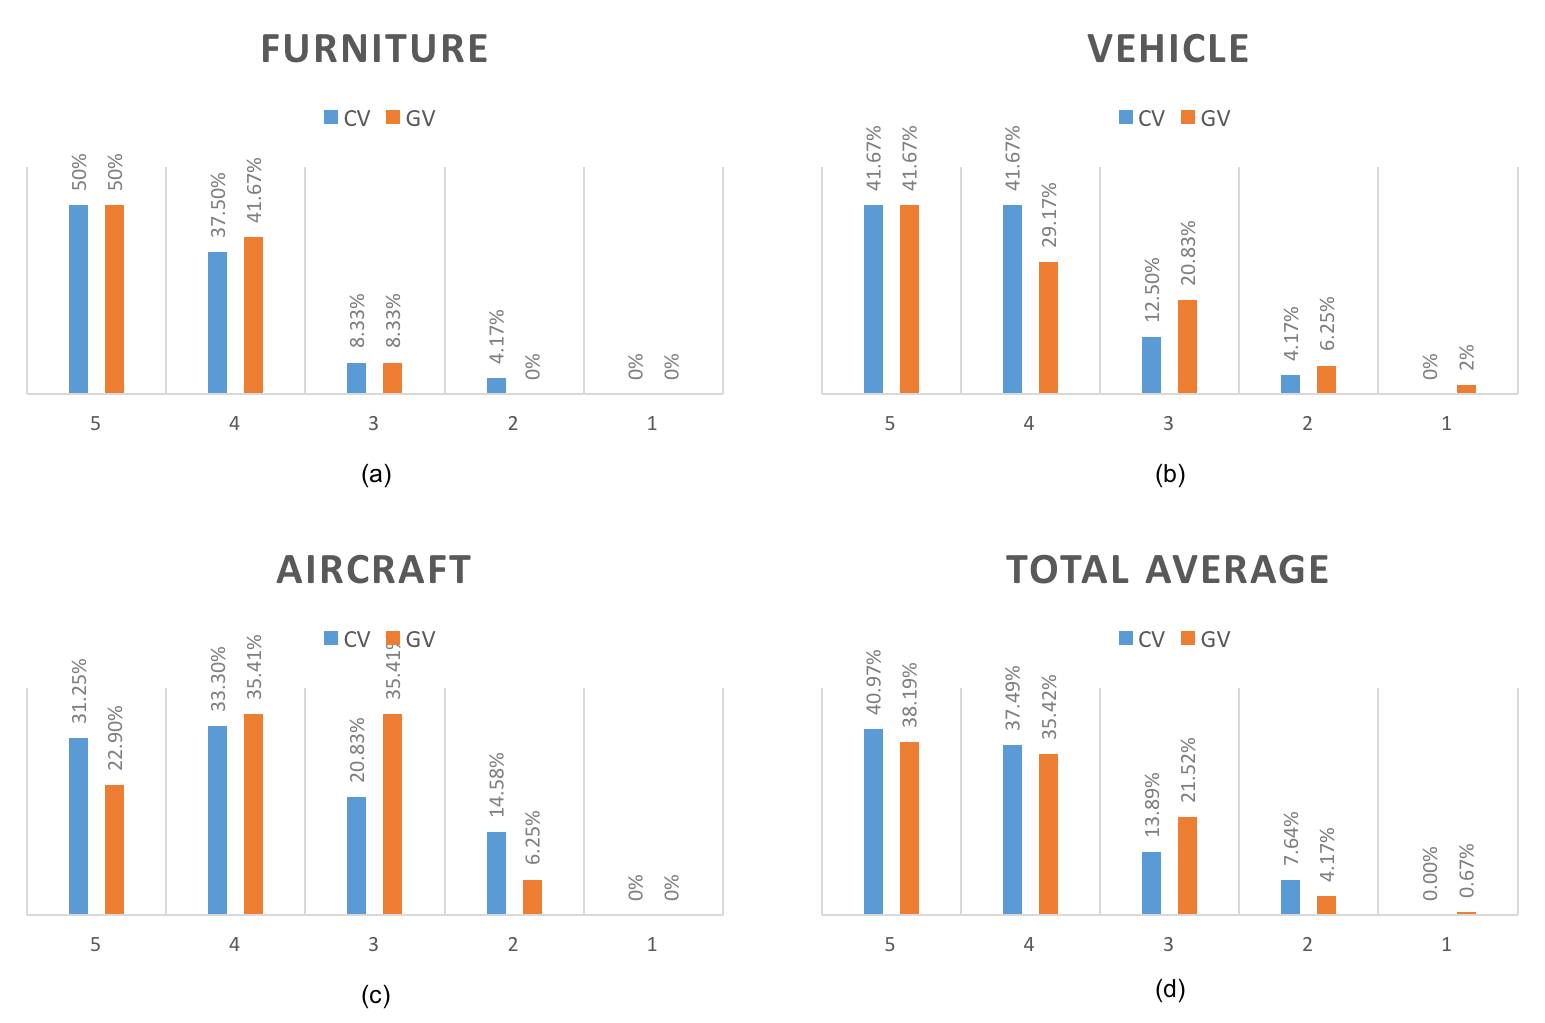 FURNITURE
CV GV
50% 50% 37.50% 41.67% 8.33% 8.33% 4.17% 0% 0% 0%
5 4 3 2 1
(a)
VEHICLE
CV GV
41.67% 41.67% 41.67% 29.17% 12.50% 20.83% 4.17% 6.25% 0% 2%
5 4 3 2 1
(b)
AIRCRAFT
CV GV
31.25% 22.90% 33.30% 35.41% 20.83% 35.41% 14.58% 6.25% 0% 0%
5 4 3 2 1
(c)
TOTAL AVERAGE
CV GV
40.97% 38.19% 37.49% 35.42% 13.89% 21.52% 7.64% 4.17% 0.00% 0.67%
5 4 3 2 1
(d)